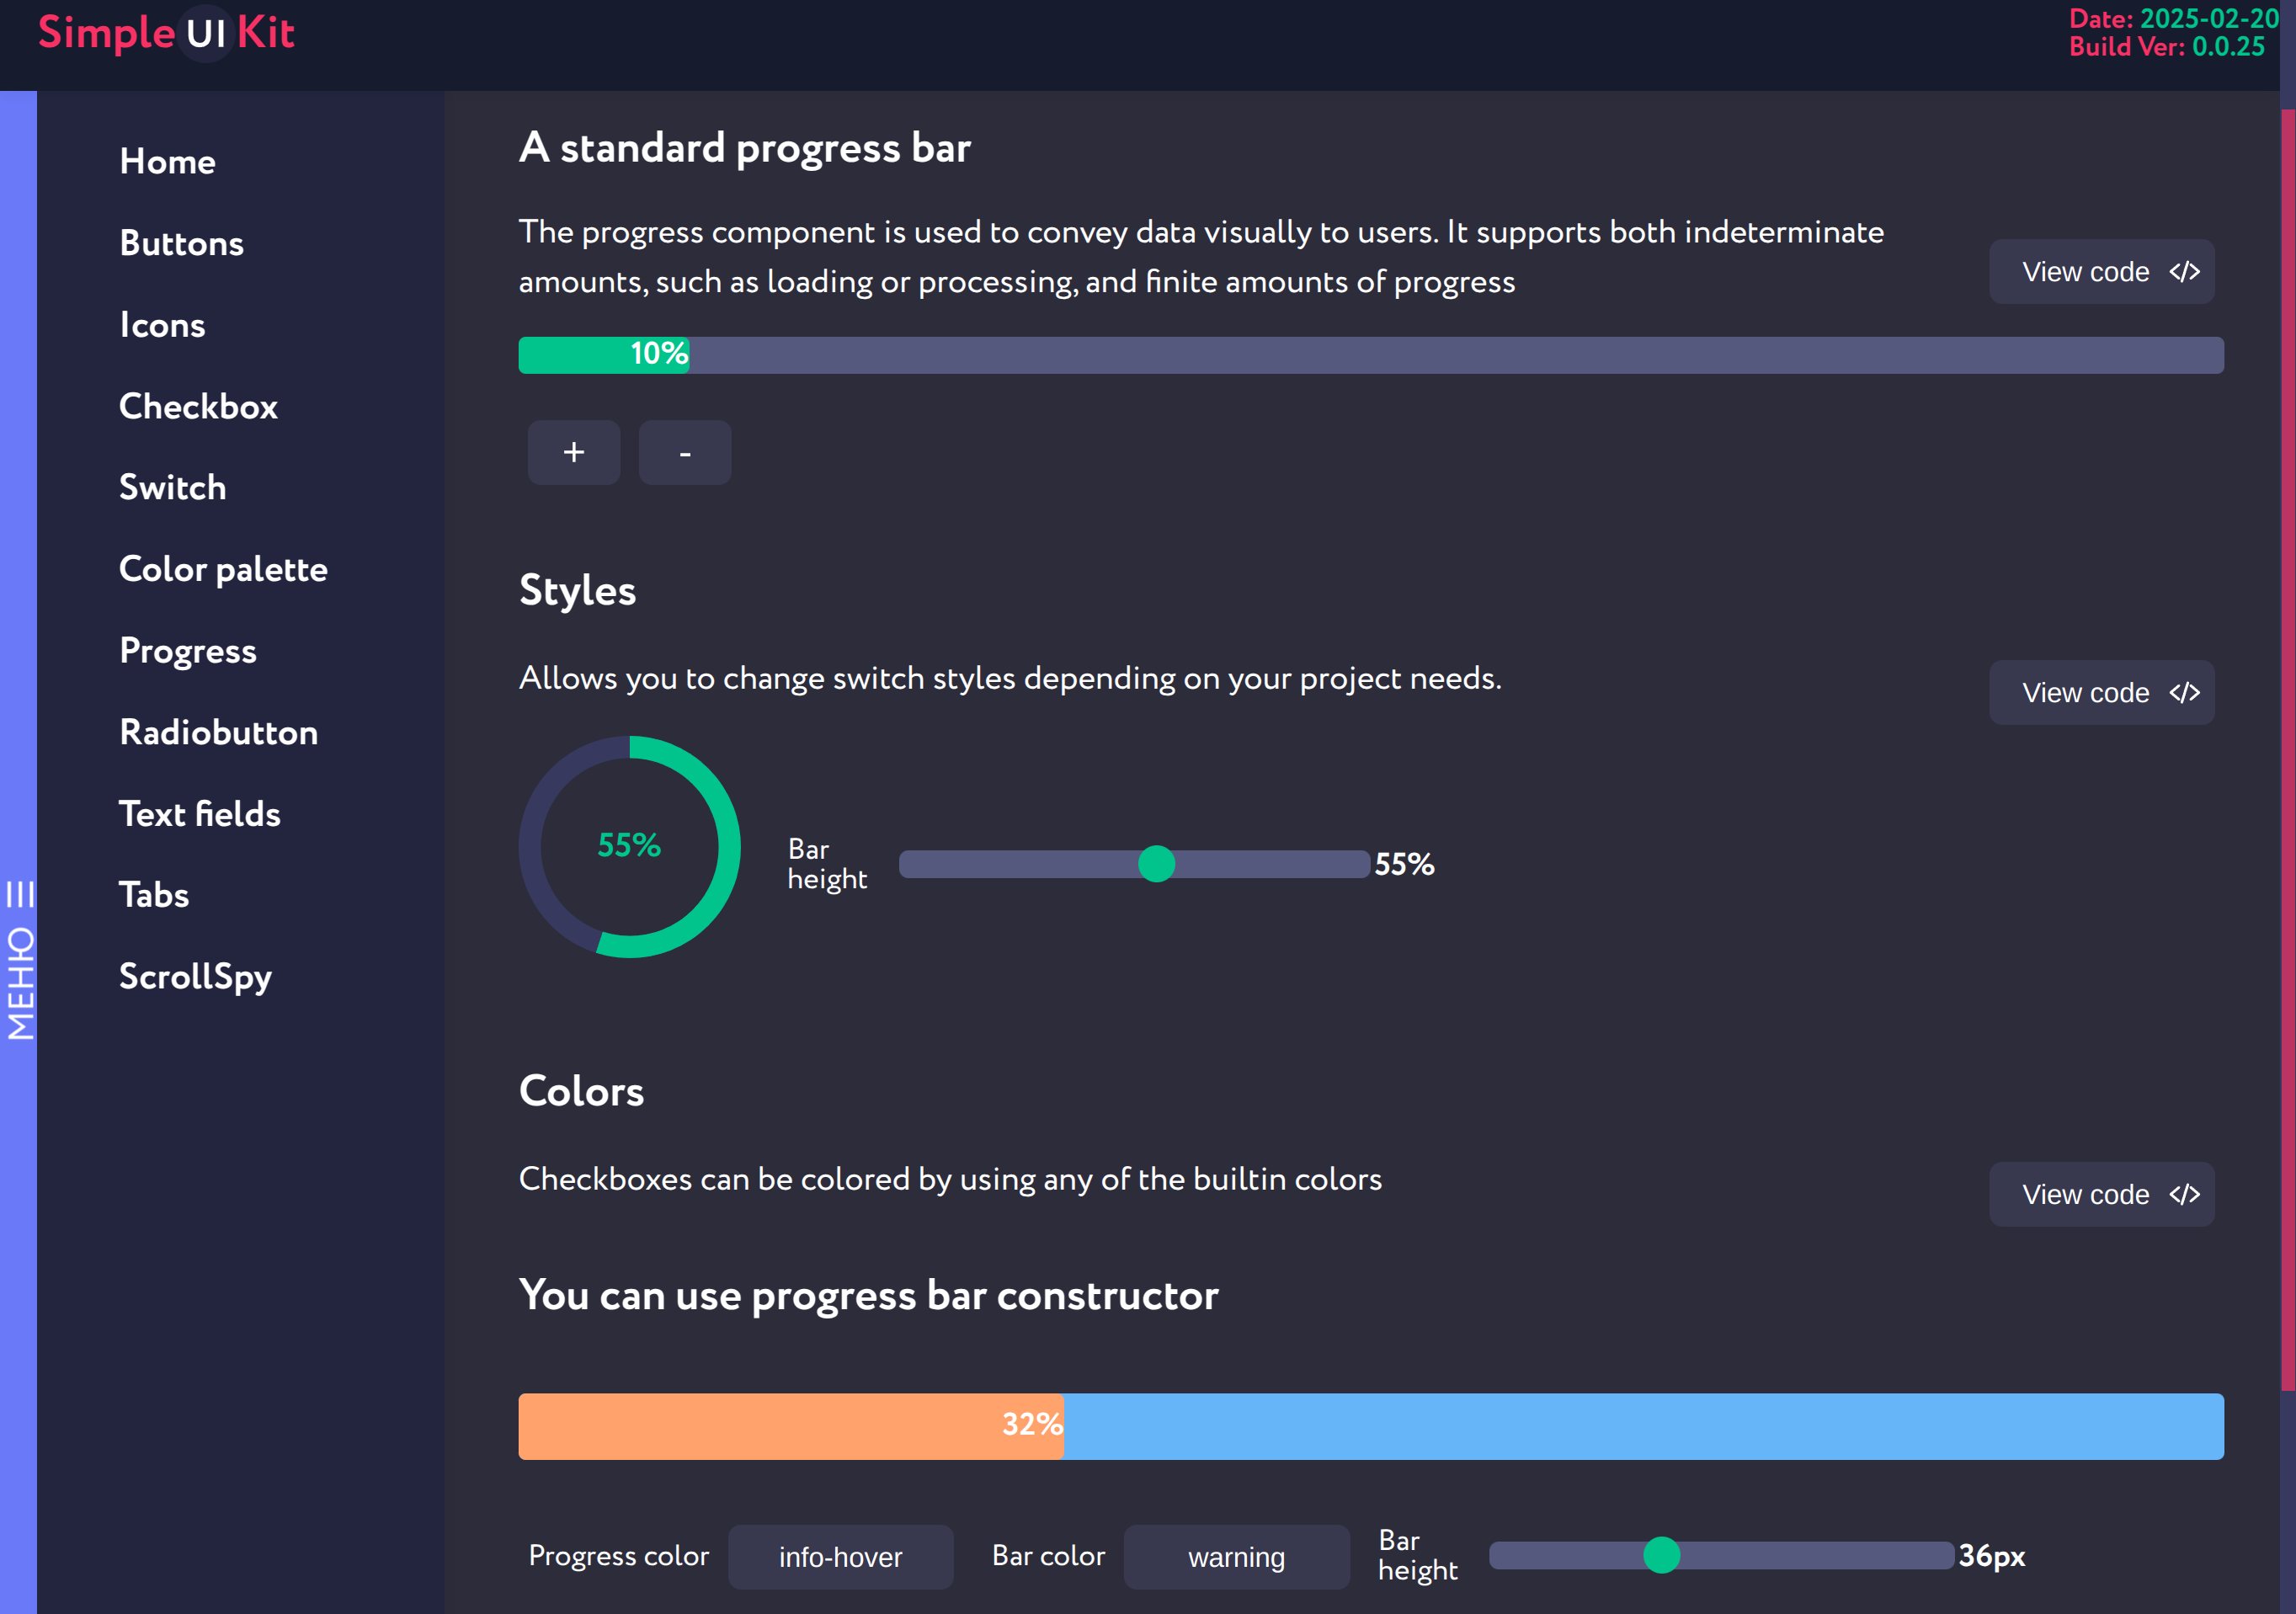 Simple UI Kit
Date: 2025-02-20
Build Ver: 0.0.25
МЕНЮ
Home
Buttons
Icons
Checkbox
Switch
Color palette
Progress
Radiobutton
Text fields
Tabs
ScrollSpy
A standard progress bar
The progress component is used to convey data visually to users. It supports both indeterminate
amounts, such as loading or processing, and finite amounts of progress
View code </>
10%
+
-
Styles
Allows you to change switch styles depending on your project needs.
View code </>
55%
Bar
height
55%
Colors
Checkboxes can be colored by using any of the builtin colors
View code </>
You can use progress bar constructor
32%
Progress color
info-hover
Bar color
warning
Bar
height
36px